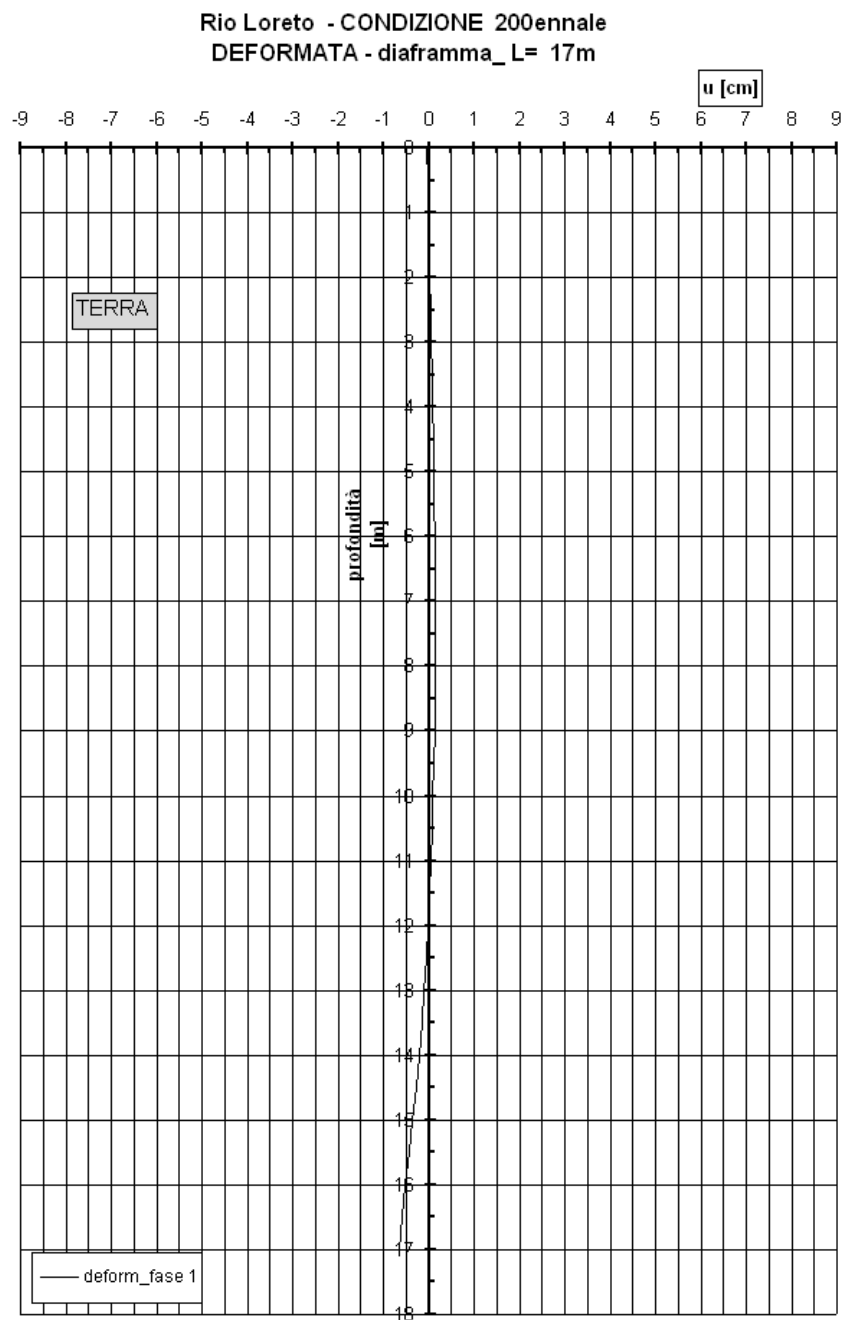 Rio Loreto - CONDIZIONE 200ennale
DEFORMATA - diaframma_ L= 17m
u [cm]
-9 -8 -7 -6 -5 -4 -3 -2 -1 0 1 2 3 4 5 6 7 8 9
0
1
2
TERRA
3
4
5
profondità
[m]
6
7
8
9
10
11
12
13
14
15
16
17
deform_fase 1
18